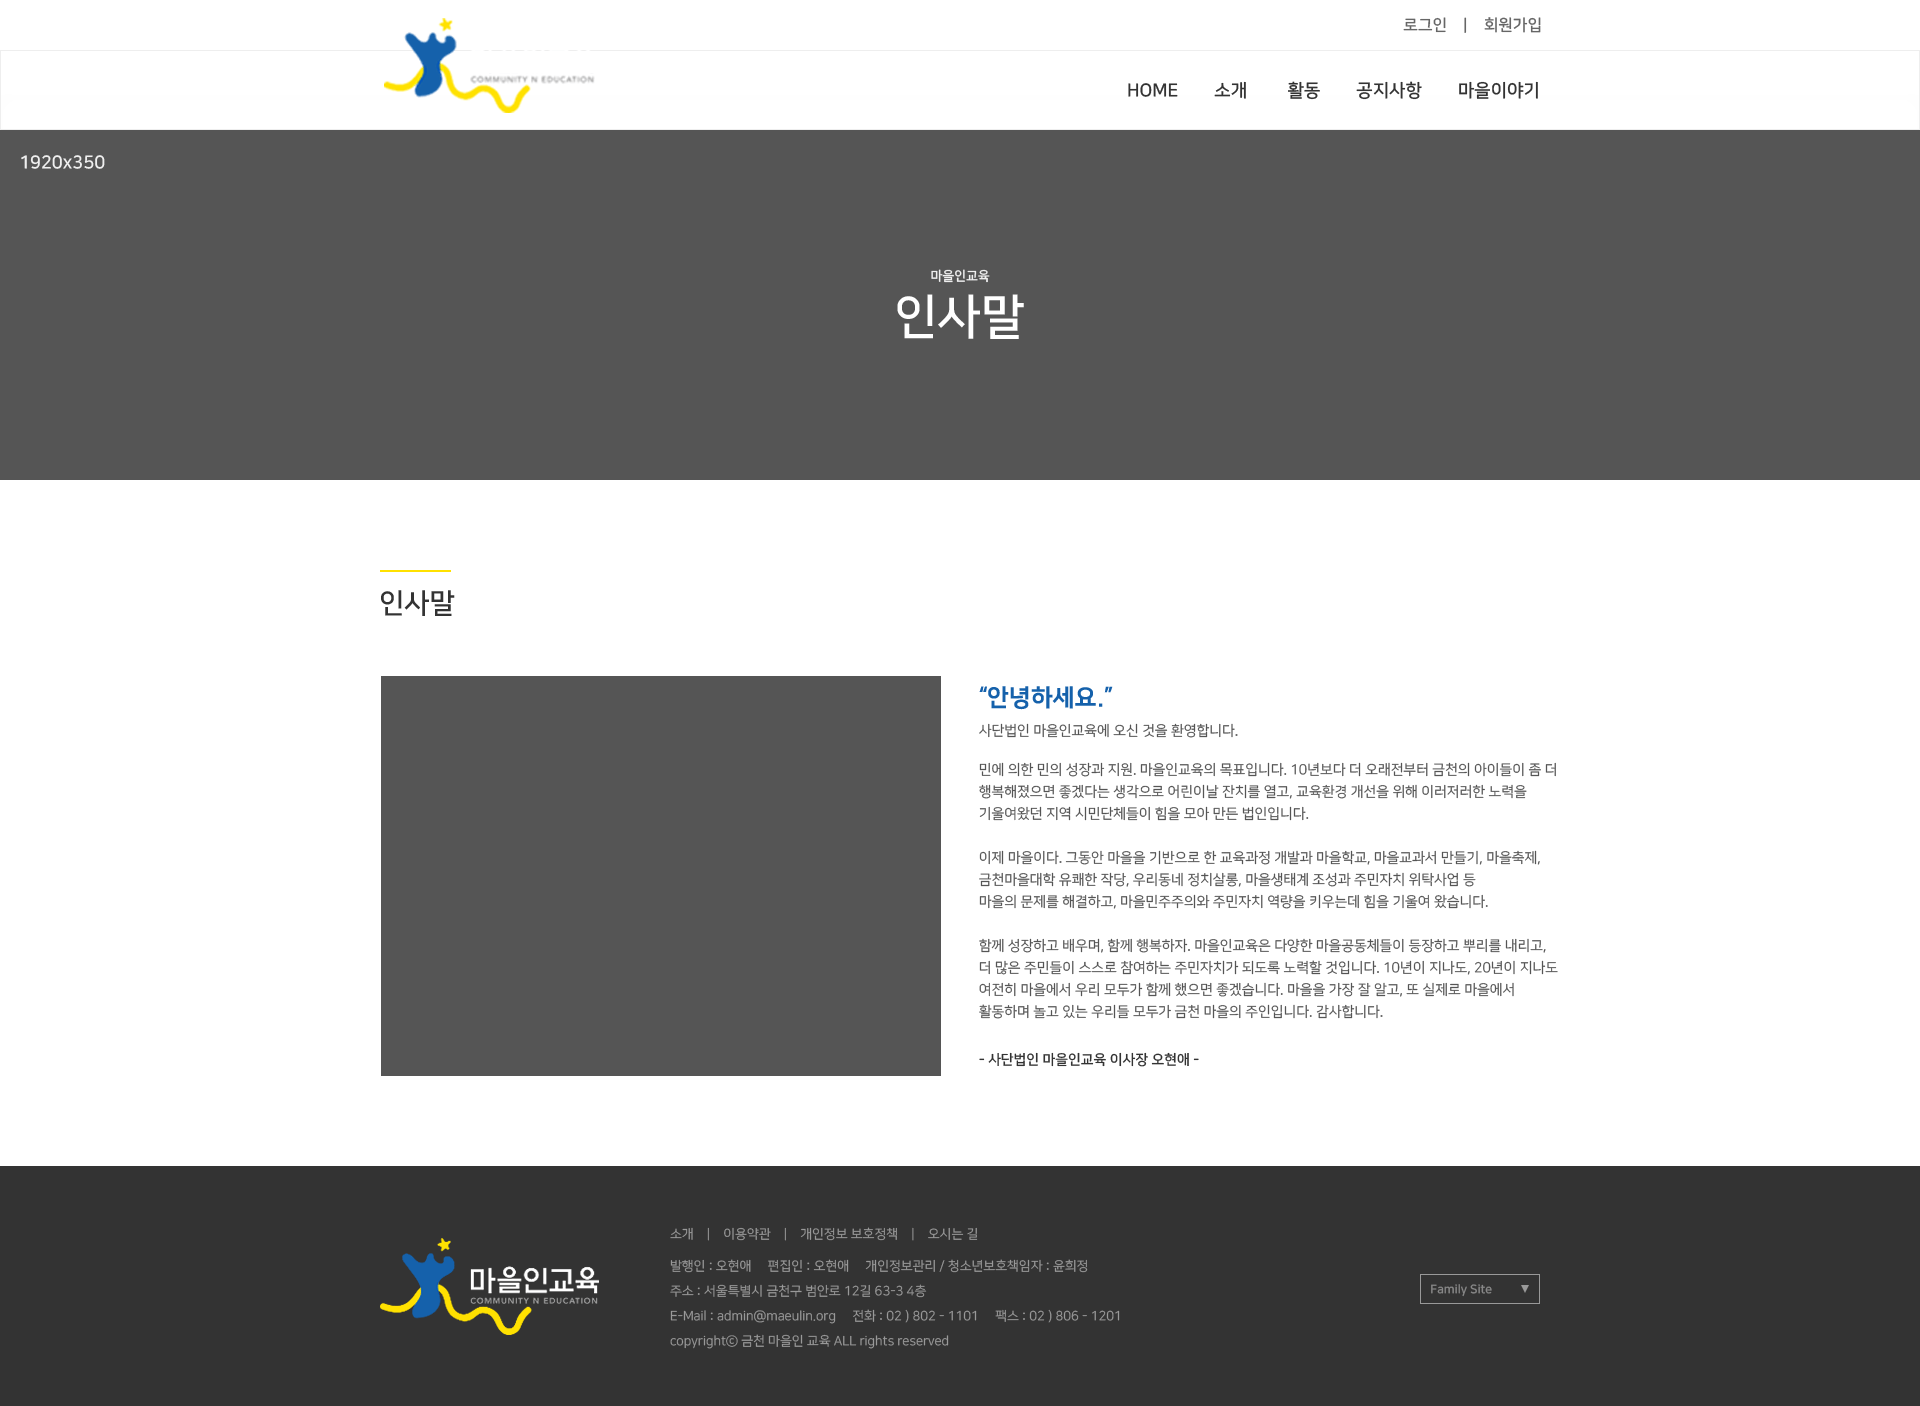 로그인 | 회원가입
COMMUNITY N EDUCATION
HOME 소개 활동 공지사항 마을이야기
1920x350
마을인교육
인사말
인사말
“안녕하세요.”
사단법인 마을인교육에 오신 것을 환영합니다.
민에 의한 민의 성장과 지원. 마을인교육의 목표입니다. 10년보다 더 오래전부터 금천의 아이들이 좀 더
행복해졌으면 좋겠다는 생각으로 어린이날 잔치를 열고, 교육환경 개선을 위해 이러저러한 노력을
기울여왔던 지역 시민단체들이 힘을 모아 만든 법인입니다.
이제 마을이다. 그동안 마을을 기반으로 한 교육과정 개발과 마을학교, 마을교과서 만들기, 마을축제,
금천마을대학 유쾌한 작당, 우리동네 정치살롱, 마을생태계 조성과 주민자치 위탁사업 등
마을의 문제를 해결하고, 마을민주주의와 주민자치 역량을 키우는데 힘을 기울여 왔습니다.
함께 성장하고 배우며, 함께 행복하자. 마을인교육은 다양한 마을공동체들이 등장하고 뿌리를 내리고,
더 많은 주민들이 스스로 참여하는 주민자치가 되도록 노력할 것입니다. 10년이 지나도, 20년이 지나도
여전히 마을에서 우리 모두가 함께 했으면 좋겠습니다. 마을을 가장 잘 알고, 또 실제로 마을에서
활동하며 놀고 있는 우리들 모두가 금천 마을의 주인입니다. 감사합니다.
- 사단법인 마을인교육 이사장 오현애 -
마을인교육
COMMUNITY N EDUCATION
소개 | 이용약관 | 개인정보 보호정책 | 오시는 길
발행인 : 오현애 편집인 : 오현애 개인정보관리 / 청소년보호책임자 : 윤희정
주소 : 서울특별시 금천구 범안로 12길 63-3 4층
E-Mail : admin@maeulin.org 전화 : 02 ) 802 - 1101 팩스 : 02 ) 806 - 1201
copyrightⓒ 금천 마을인 교육 ALL rights reserved
Family Site ▼